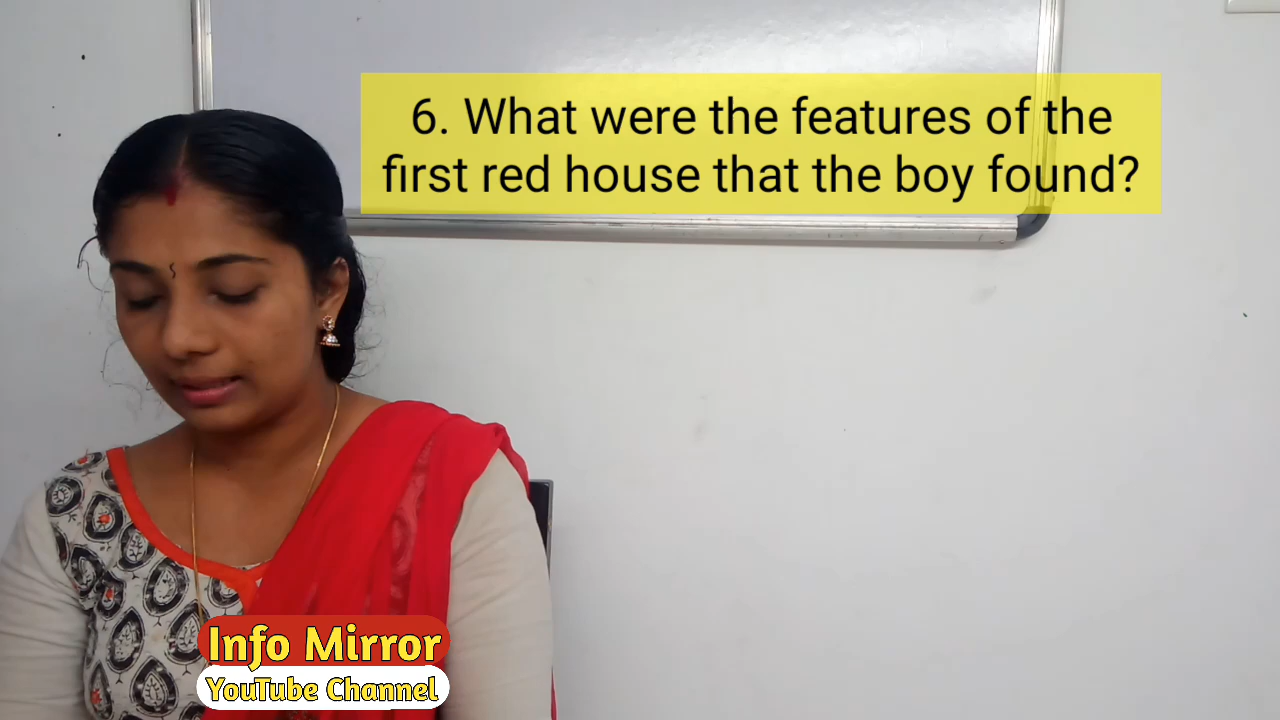 6. What were the features of the
first red house that the boy found?
Info Mirror
YouTube Channel